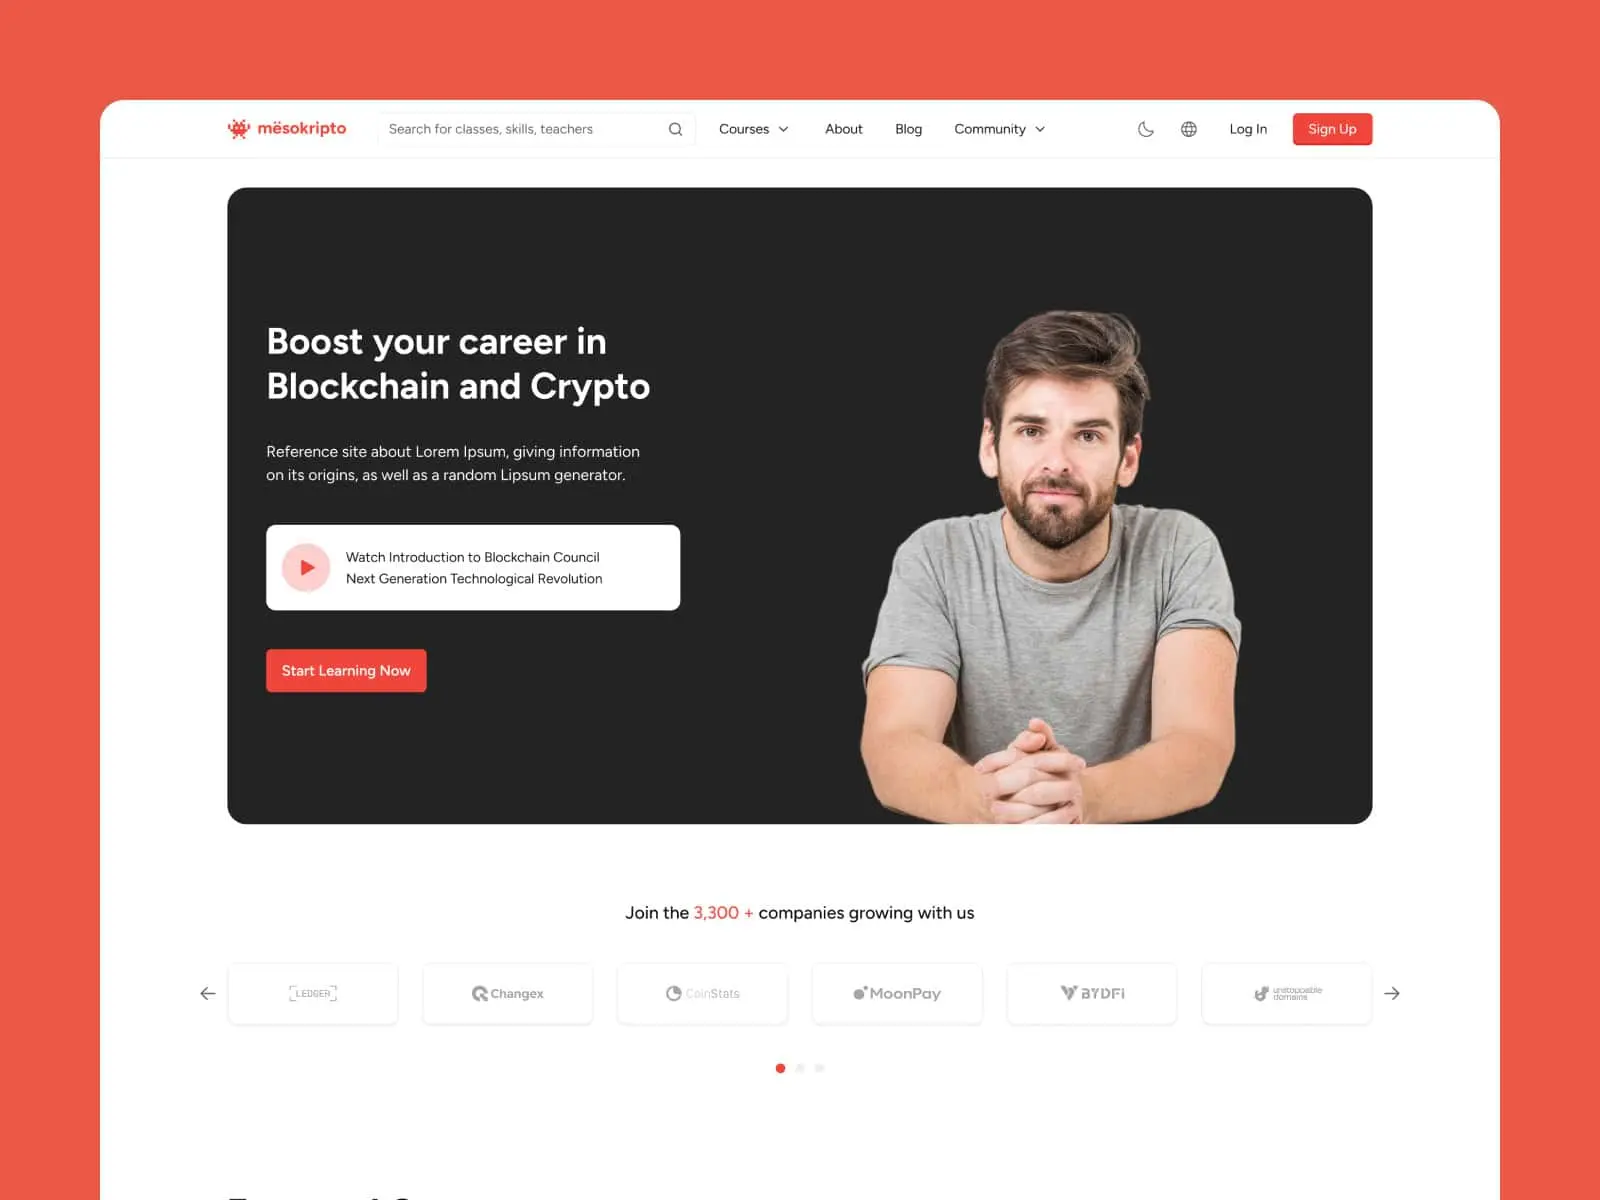 mësokripto
Search for classes, skills, teachers
Courses
About
Blog
Community
Log In
Sign Up
Boost your career in
Blockchain and Crypto
Reference site about Lorem Ipsum, giving information
on its origins, as well as a random Lipsum generator.
Watch Introduction to Blockchain Council
Next Generation Technological Revolution
Start Learning Now
Join the 3,300 + companies growing with us
LEDGER
Changex
CoinStats
MoonPay
BYDFi
unstoppable
domains